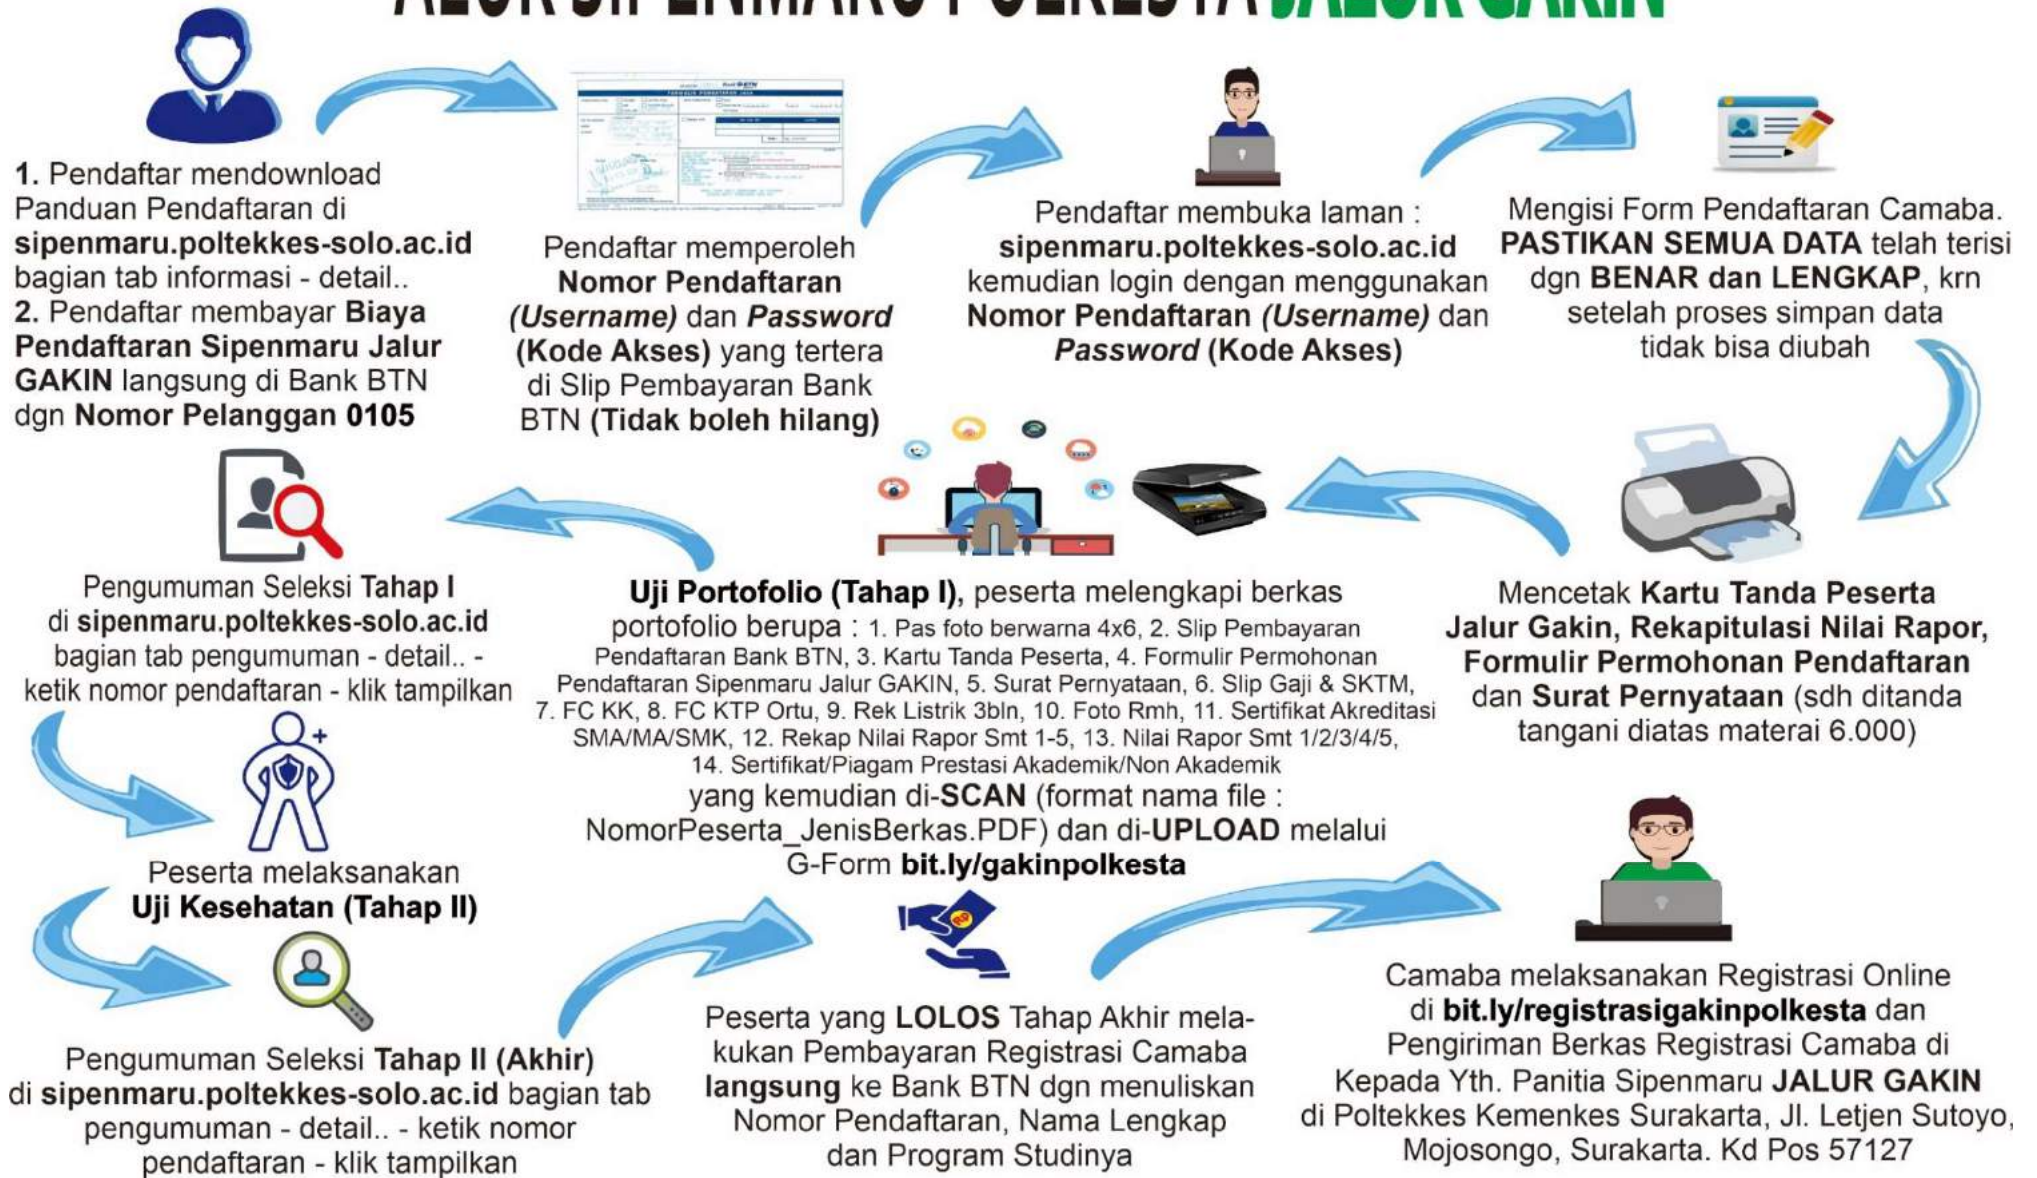 ALUR SIPENMARU POLKESTA JALUR GAKIN
1. Pendaftar mendownload
Panduan Pendaftaran di
sipenmaru.poltekkes-solo.ac.id
bagian tab informasi - detail..
2. Pendaftar membayar Biaya
Pendaftaran Sipenmaru Jalur
GAKIN langsung di Bank BTN
dgn Nomor Pelanggan 0105
Pendaftar memperoleh
Nomor Pendaftaran
(Username) dan Password
(Kode Akses) yang tertera
di Slip Pembayaran Bank
BTN (Tidak boleh hilang)
Pendaftar membuka laman :
sipenmaru.poltekkes-solo.ac.id
kemudian login dengan menggunakan
Nomor Pendaftaran (Username) dan
Password (Kode Akses)
Mengisi Form Pendaftaran Camaba.
PASTIKAN SEMUA DATA telah terisi
dgn BENAR dan LENGKAP, krn
setelah proses simpan data
tidak bisa diubah
Mencetak Kartu Tanda Peserta
Jalur Gakin, Rekapitulasi Nilai Rapor,
Formulir Permohonan Pendaftaran
dan Surat Pernyataan (sdh ditanda
tangani diatas materai 6.000)
Uji Portofolio (Tahap I), peserta melengkapi berkas
portofolio berupa : 1. Pas foto berwarna 4x6, 2. Slip Pembayaran
Pendaftaran Bank BTN, 3. Kartu Tanda Peserta, 4. Formulir Permohonan
Pendaftaran Sipenmaru Jalur GAKIN, 5. Surat Pernyataan, 6. Slip Gaji & SKTM,
7. FC KK, 8. FC KTP Ortu, 9. Rek Listrik 3bln, 10. Foto Rmh, 11. Sertifikat Akreditasi
SMA/MA/SMK, 12. Rekap Nilai Rapor Smt 1-5, 13. Nilai Rapor Smt 1/2/3/4/5,
14. Sertifikat/Piagam Prestasi Akademik/Non Akademik
yang kemudian di-SCAN (format nama file :
NomorPeserta_JenisBerkas.PDF) dan di-UPLOAD melalui
G-Form bit.ly/gakinpolkesta
Pengumuman Seleksi Tahap I
di sipenmaru.poltekkes-solo.ac.id
bagian tab pengumuman - detail.. -
ketik nomor pendaftaran - klik tampilkan
Peserta melaksanakan
Uji Kesehatan (Tahap II)
Pengumuman Seleksi Tahap II (Akhir)
di sipenmaru.poltekkes-solo.ac.id bagian tab
pengumuman - detail.. - ketik nomor
pendaftaran - klik tampilkan
Rp
Peserta yang LOLOS Tahap Akhir mela-
kukan Pembayaran Registrasi Camaba
langsung ke Bank BTN dgn menuliskan
Nomor Pendaftaran, Nama Lengkap
dan Program Studinya
Camaba melaksanakan Registrasi Online
di bit.ly/registrasigakinpolkesta dan
Pengiriman Berkas Registrasi Camaba di
Kepada Yth. Panitia Sipenmaru JALUR GAKIN
di Poltekkes Kemenkes Surakarta, Jl. Letjen Sutoyo,
Mojosongo, Surakarta. Kd Pos 57127